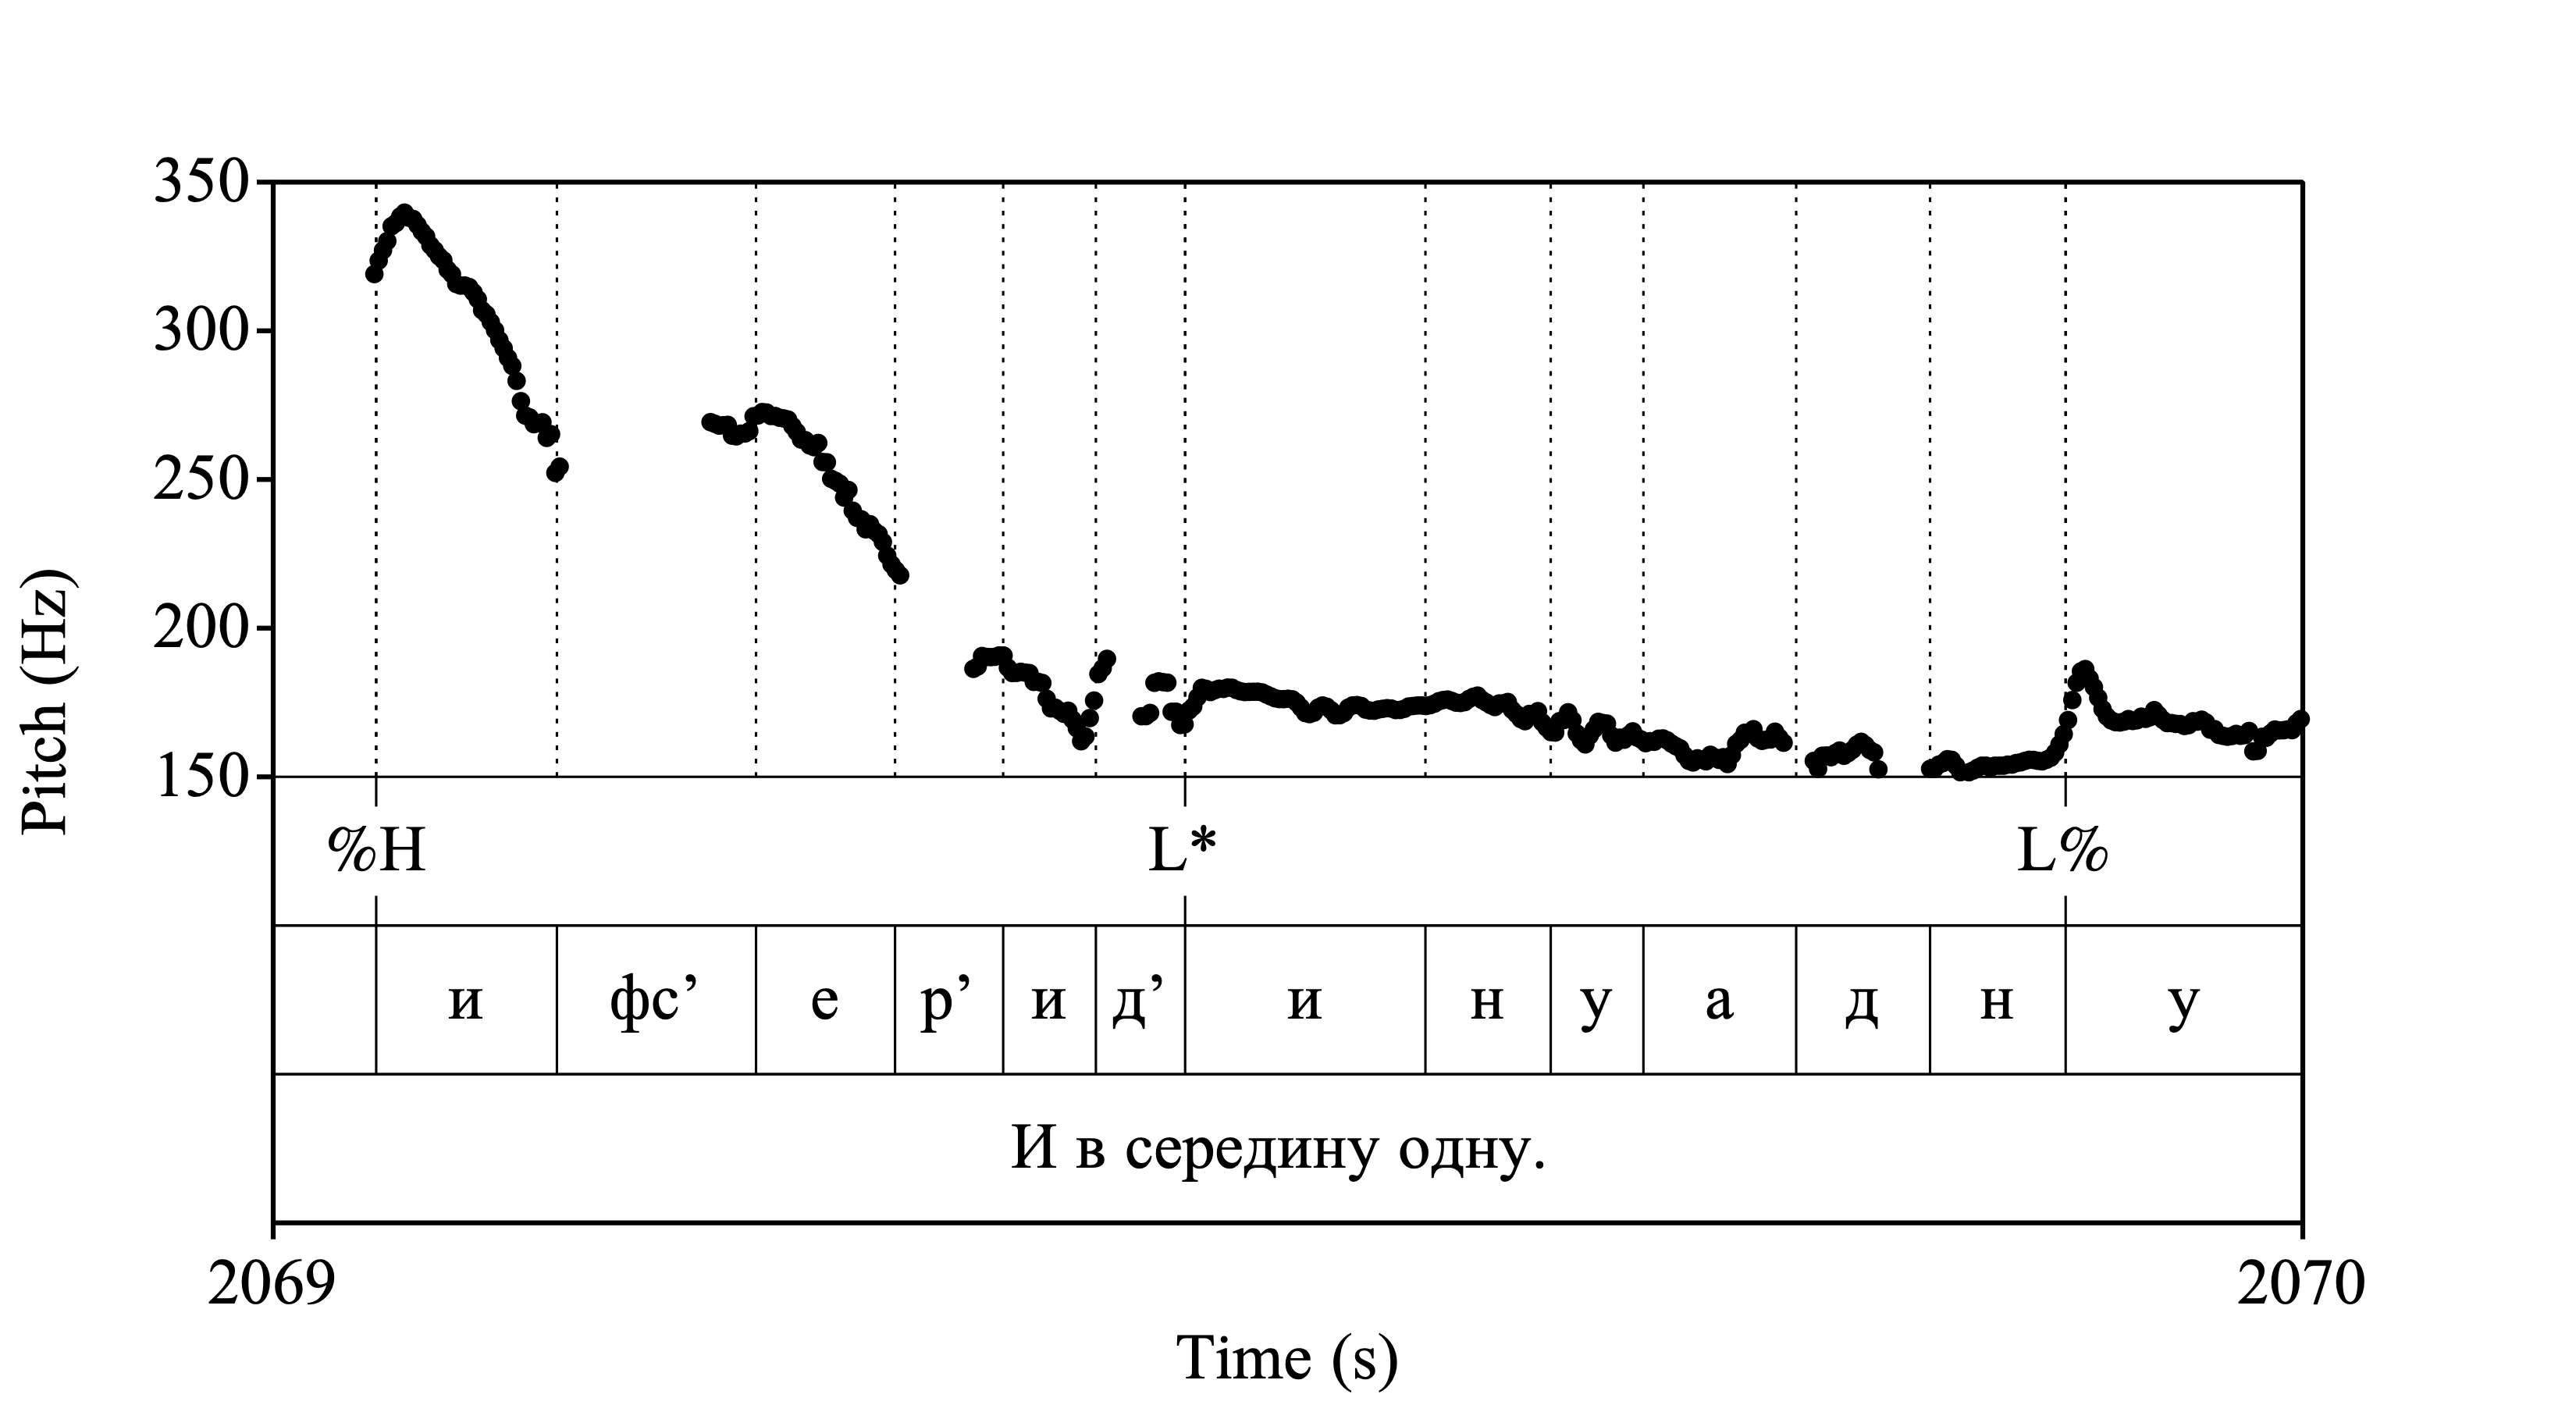 350
300
250
200
150
Pitch (Hz)
%H L* L%
и фс’ е р’ и д’ и н у а д н у
И в середину одну.
2069 2070
Time (s)